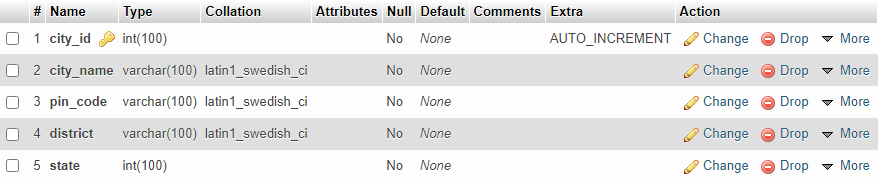 # Name Type Collation Attributes Null Default Comments Extra Action
1 city_id int(100) No None AUTO_INCREMENT Change Drop More
2 city_name varchar(100) latin1_swedish_ci No None Change Drop More
3 pin_code varchar(100) latin1_swedish_ci No None Change Drop More
4 district varchar(100) latin1_swedish_ci No None Change Drop More
5 state int(100) No None Change Drop More